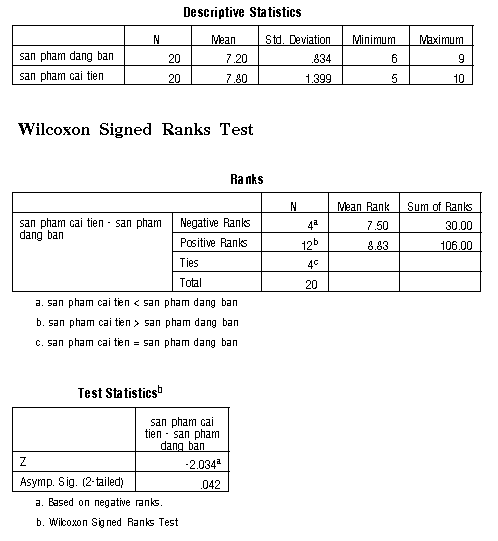 Descriptive Statistics
N Mean Std. Deviation Minimum Maximum
san pham dang ban 20 7.20 .834 6 9
san pham cai tien 20 7.80 1.399 5 10
Wilcoxon Signed Ranks Test
Ranks
N Mean Rank Sum of Ranks
san pham cai tien - san pham
dang ban
Negative Ranks 4a 7.50 30.00
Positive Ranks 12b 8.83 106.00
Ties 4c
Total 20
a. san pham cai tien < san pham dang ban
b. san pham cai tien > san pham dang ban
c. san pham cai tien = san pham dang ban
Test Statisticsb
san pham cai
tien - san pham
dang ban
Z -2.034a
Asymp. Sig. (2-tailed) .042
a. Based on negative ranks.
b. Wilcoxon Signed Ranks Test